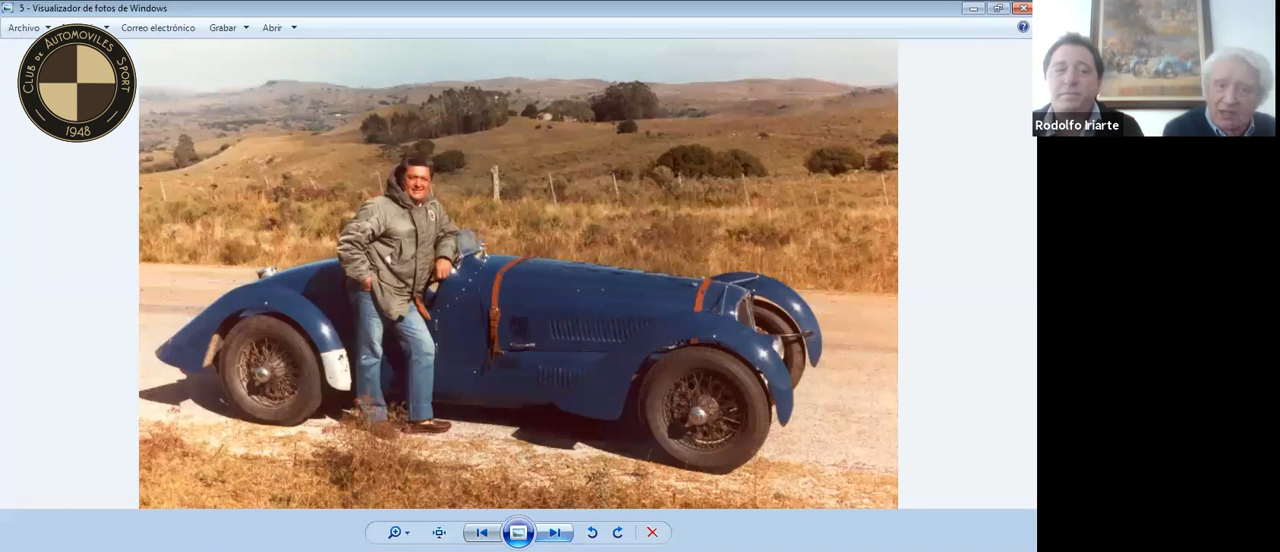 5 - Visualizador de fotos de Windows
Archivo
Correo electrónico
Grabar
Abrir
CLUB DE AUTOMOVILES SPORT
1948
Rodolfo Iriarte